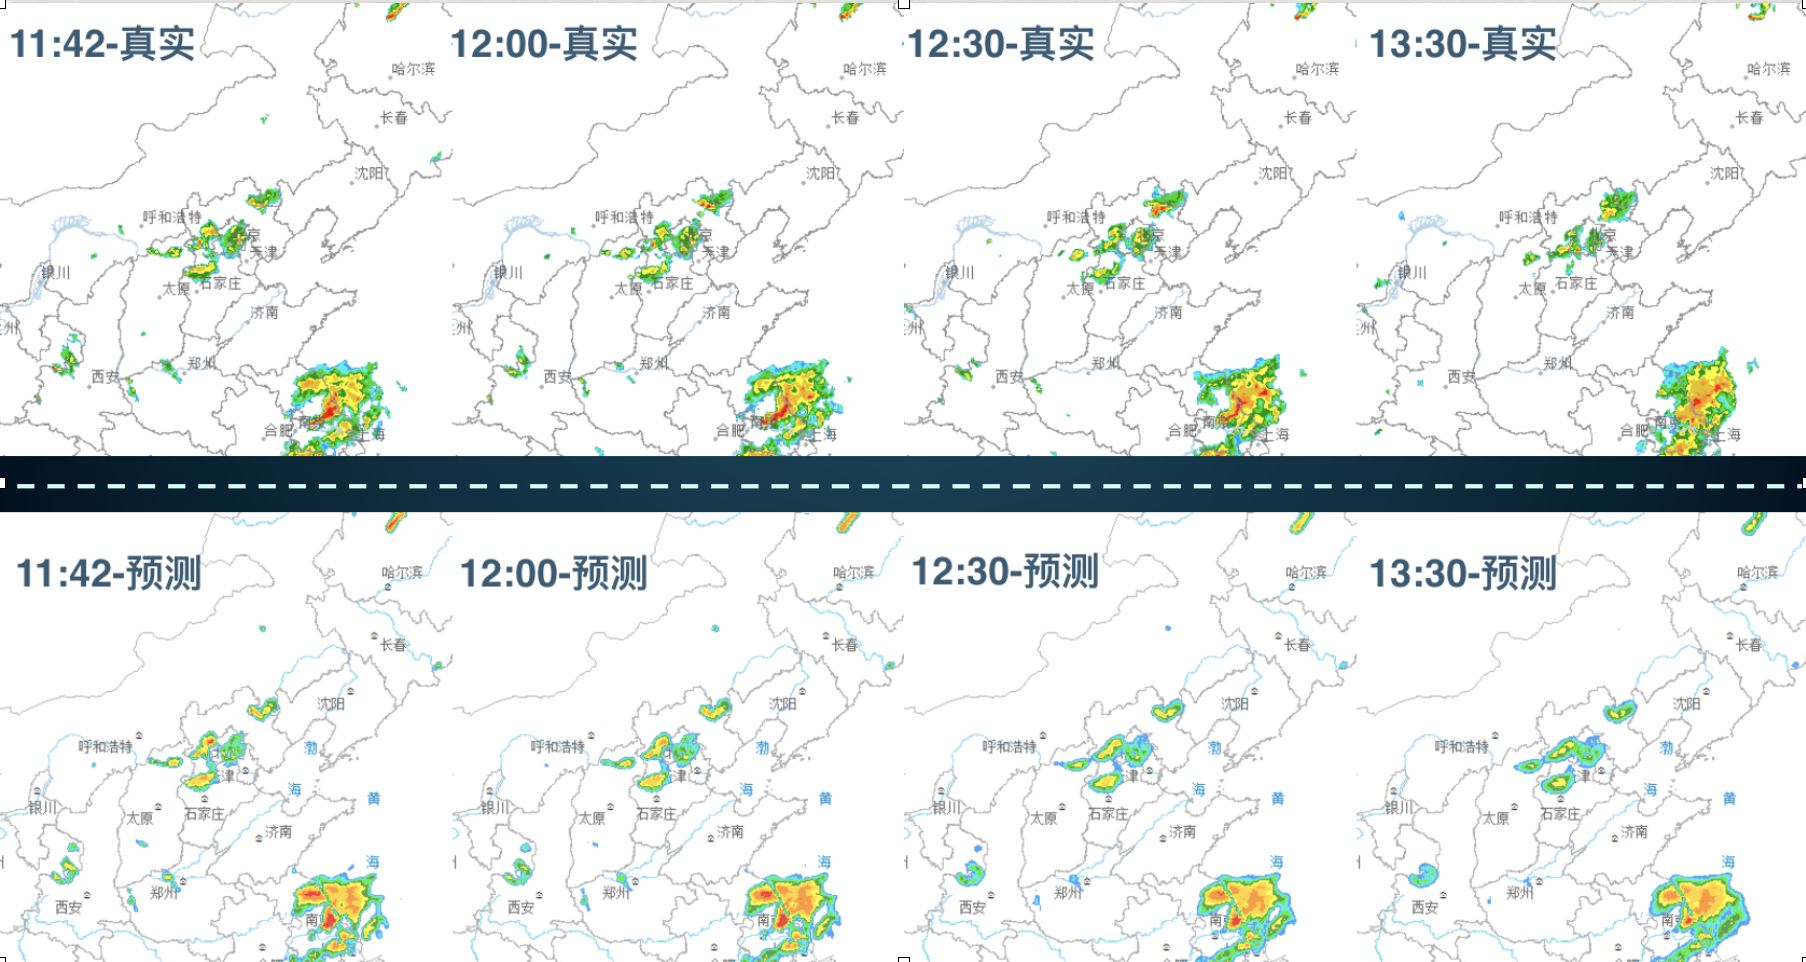 11:42-真实
哈尔滨
长春
沈阳
呼和浩特
京
天津
银川
石家庄
太原
济南
州
郑州
西安
南
合肥
上海
12:00-真实
哈尔滨
长春
沈阳
呼和浩特
京
天津
银川
石家庄
太原
济南
州
郑州
西安
南
合肥
上海
12:30-真实
哈尔滨
长春
沈阳
呼和浩特
京
天津
银川
石家庄
太原
济南
州
郑州
西安
南京
合肥
上海
13:30-真实
哈尔滨
长春
沈阳
呼和浩特
京
天津
银川
石家庄
太原
济南
州
郑州
西安
南京
合肥
上海
11:42-预测
哈尔滨
长春
沈阳
呼和浩特
渤
津
海
黄
银川
石家庄
太原
济南
海
郑州
西安
南
12:00-预测
哈尔滨
长春
沈阳
呼和浩特
渤
津
海
黄
银川
石家庄
太原
济南
海
郑州
西安
南
12:30-预测
哈尔滨
长春
沈阳
呼和浩特
渤
津
海
黄
银川
石家庄
太原
济南
海
郑州
西安
南
13:30-预测
哈尔滨
长春
沈阳
呼和浩特
渤
津
海
黄
银川
石家庄
太原
济南
海
郑州
西安
南